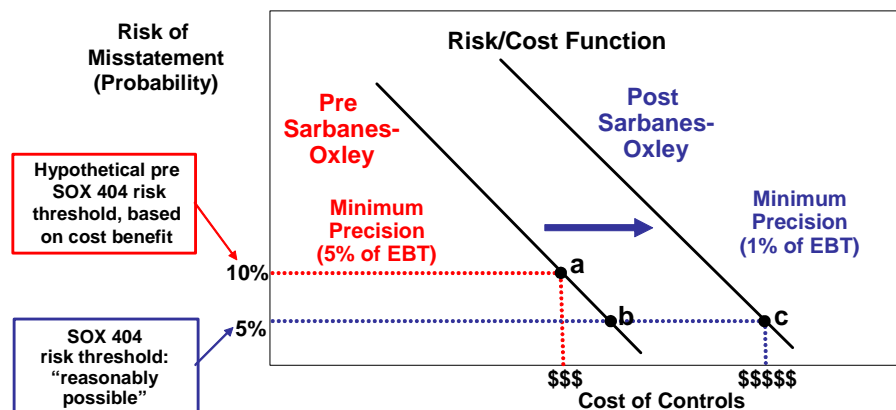 Risk of
Misstatement
(Probability)
Risk/Cost Function
Pre
Sarbanes-
Oxley
Post
Sarbanes-
Oxley
Hypothetical pre
SOX 404 risk
threshold, based
on cost benefit
Minimum
Precision
(5% of EBT)
Minimum
Precision
(1% of EBT)
10%
a
SOX 404
risk threshold:
“reasonably
possible”
5%
b
c
$$$
$$$$$
Cost of Controls